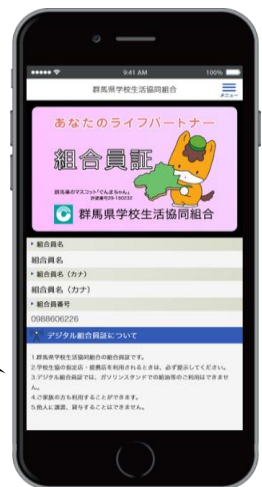 9:41 AM
100%
群馬県学校生活協同組合
メニュー
あなたのライフパートナー
組合員証
群馬県のマスコット「ぐんまちゃん」
許諾番号29-180232
群馬県学校生活協同組合
組合員名
組合員名
組合員名（カナ）
組合員名（カナ）
組合員番号
0988606226
デジタル組合員証について
1.群馬県学校生活協同組合の組合員証です。
2.学校生協の指定店・提携店を利用されるときは、必ず提示してください。
3.デジタル組合員証では、ガソリンスタンドでの給油等のご利用はできませ
ん。
4.ご家族の方も利用することができます。
5.他人に譲渡、貸与することはできません。